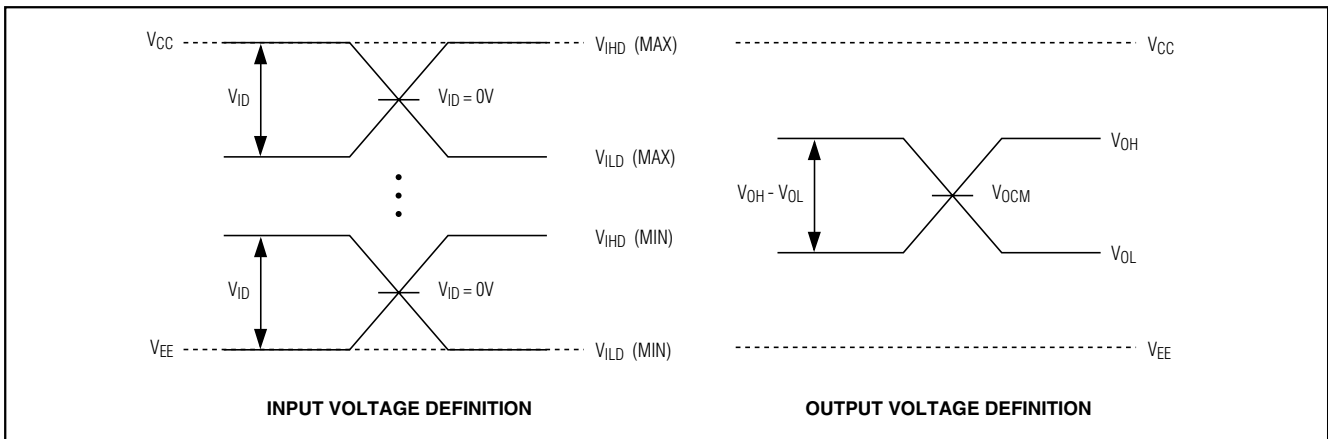 VCC
VIHD (MAX)
VID
VID = 0V
VILD (MAX)
VIHD (MIN)
VID
VID = 0V
VEE
VILD (MIN)
INPUT VOLTAGE DEFINITION
VCC
VOH
VOH - VOL
VOCM
VOL
VEE
OUTPUT VOLTAGE DEFINITION